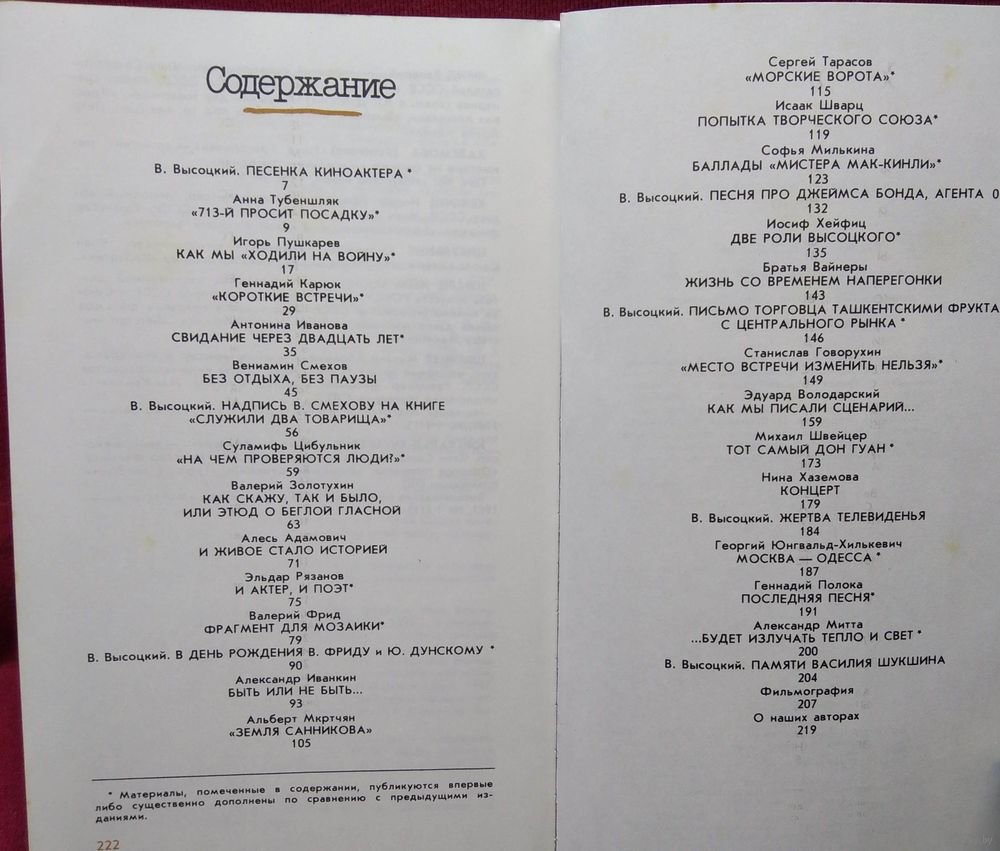 Содержание
В. Высоцкий. ПЕСЕНКА КИНОАКТЕРА *
7
Анна Тубеншляк
«713-Й ПРОСИТ ПОСАДКУ»*
9
Игорь Пушкарев
КАК МЫ «ХОДИЛИ НА ВОЙНУ»*
17
Геннадий Карюк
«КОРОТКИЕ ВСТРЕЧИ»*
29
Антонина Иванова
СВИДАНИЕ ЧЕРЕЗ ДВАДЦАТЬ ЛЕТ*
35
Вениамин Смехов
БЕЗ ОТДЫХА, БЕЗ ПАУЗЫ
45
В. Высоцкий. НАДПИСЬ В. СМЕХОВУ НА КНИГЕ
«СЛУЖИЛИ ДВА ТОВАРИЩА»*
56
Суламифь Цибульник
«НА ЧЕМ ПРОВЕРЯЮТСЯ ЛЮДИ?»*
59
Валерий Золотухин
КАК СКАЖУ, ТАК И БЫЛО,
ИЛИ ЭТЮД О БЕГЛОЙ ГЛАСНОЙ
63
Алесь Адамович
И ЖИВОЕ СТАЛО ИСТОРИЕЙ
71
Эльдар Рязанов
И АКТЕР, И ПОЭТ*
75
Валерий Фрид
ФРАГМЕНТ ДЛЯ МОЗАИКИ*
79
В. Высоцкий. В ДЕНЬ РОЖДЕНИЯ В. ФРИДУ и Ю. ДУНСКОМУ *
90
Александр Иванкин
БЫТЬ ИЛИ НЕ БЫТЬ...
93
Альберт Мкртчян
«ЗЕМЛЯ САННИКОВА»
105
* Материалы, помеченные в содержании, публикуются впервые
либо существенно дополнены по сравнению с предыдущими из-
даниями.
222
Сергей Тарасов
«МОРСКИЕ ВОРОТА»*
115
Исаак Шварц
ПОПЫТКА ТВОРЧЕСКОГО СОЮЗА*
119
Софья Милькина
БАЛЛАДЫ «МИСТЕРА МАК-КИНЛИ»*
123
В. Высоцкий. ПЕСНЯ ПРО ДЖЕЙМСА БОНДА, АГЕНТА 0
132
Иосиф Хейфиц
ДВЕ РОЛИ ВЫСОЦКОГО*
135
Братья Вайнеры
ЖИЗНЬ СО ВРЕМЕНЕМ НАПЕРЕГОНКИ
143
В. Высоцкий. ПИСЬМО ТОРГОВЦА ТАШКЕНТСКИМИ ФРУКТА
С ЦЕНТРАЛЬНОГО РЫНКА *
146
Станислав Говорухин
«МЕСТО ВСТРЕЧИ ИЗМЕНИТЬ НЕЛЬЗЯ»*
149
Эдуард Володарский
КАК МЫ ПИСАЛИ СЦЕНАРИЙ...
159
Михаил Швейцер
ТОТ САМЫЙ ДОН ГУАН *
173
Нина Хаземова
КОНЦЕРТ
179
В. Высоцкий. ЖЕРТВА ТЕЛЕВИДЕНЬЯ
184
Георгий Юнгвальд-Хилькевич
МОСКВА — ОДЕССА *
187
Геннадий Полока
ПОСЛЕДНЯЯ ПЕСНЯ*
191
Александр Митта
...БУДЕТ ИЗЛУЧАТЬ ТЕПЛО И СВЕТ *
200
В. Высоцкий. ПАМЯТИ ВАСИЛИЯ ШУКШИНА
204
Фильмография
207
О наших авторах
219